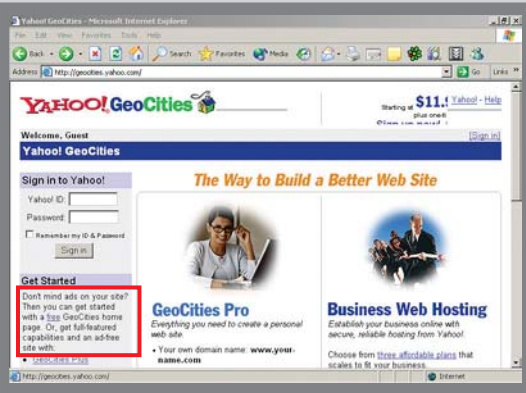 Yahoo! GeoCities - Microsoft Internet Explorer
File Edit View Favorites Tools Help
Back Search Favorites Media
Address http://geocities.yahoo.com/ Go Links »
YAHOO! GeoCities
Starting at $11.
Yahoo! - Help
plus one-ti
Sign up now!
Welcome, Guest [Sign in]
Yahoo! GeoCities
Sign in to Yahoo!
Yahoo! ID:
Password:
Remember my ID & Password
Sign in
Get Started
Don't mind ads on your site?
Then you can get started
with a free GeoCities home
page. Or, get full-featured
capabilities and an ad-free
site with:
• GeoCities Plus
The Way to Build a Better Web Site
GeoCities Pro
Everything you need to create a personal
web site.
• Your own domain name: www.your-
name.com
Business Web Hosting
Establish your business online with
secure, reliable hosting from Yahoo!.
Choose from three affordable plans that
scales to fit your business.
http://geocities.yahoo.com/ Internet